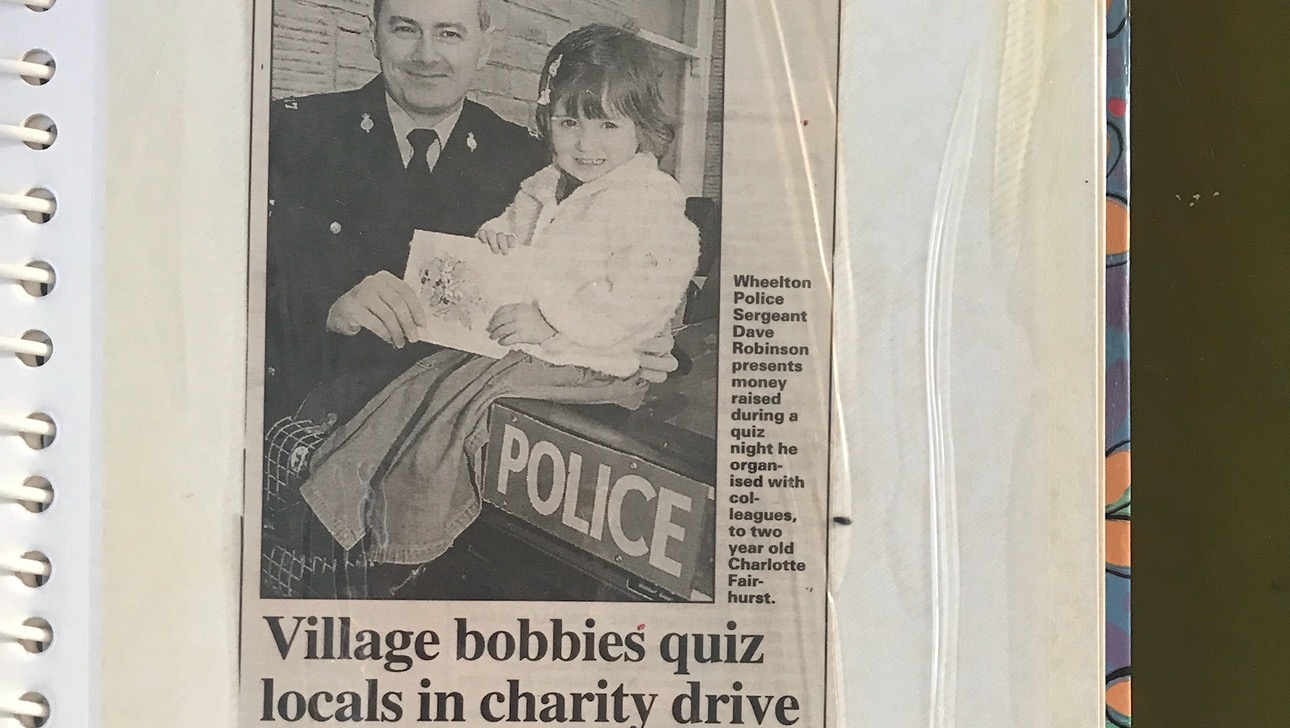 Wheelton
Police
Sergeant
Dave
Robinson
presents
money
raised
during a
quiz
night he
organ-
ised with
col-
leagues,
to two
year old
Charlotte
Fair-
hurst.
POLICE
Village bobbies quiz
locals in charity drive